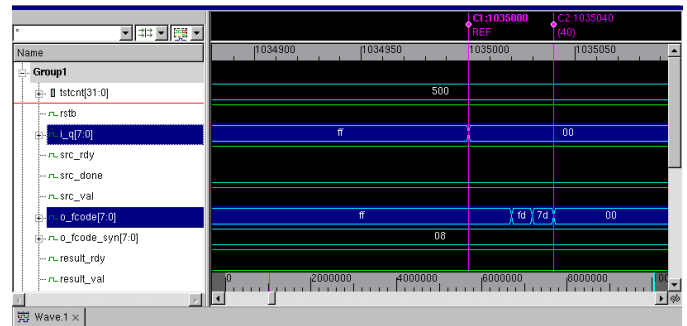 C1:1035000 C2:1035040
* REF (40)
Name 1034900 1034950 1035000 1035050
Group1
tstcnt[31:0] 500
rstb
i_q[7:0] ff 00
src_rdy
src_done
src_val
o_fcode[7:0] ff fd 7d 00
o_fcode_syn[7:0] 08
result_rdy
result_val 0 2000000 4000000 6000000 8000000
Wave.1 ×